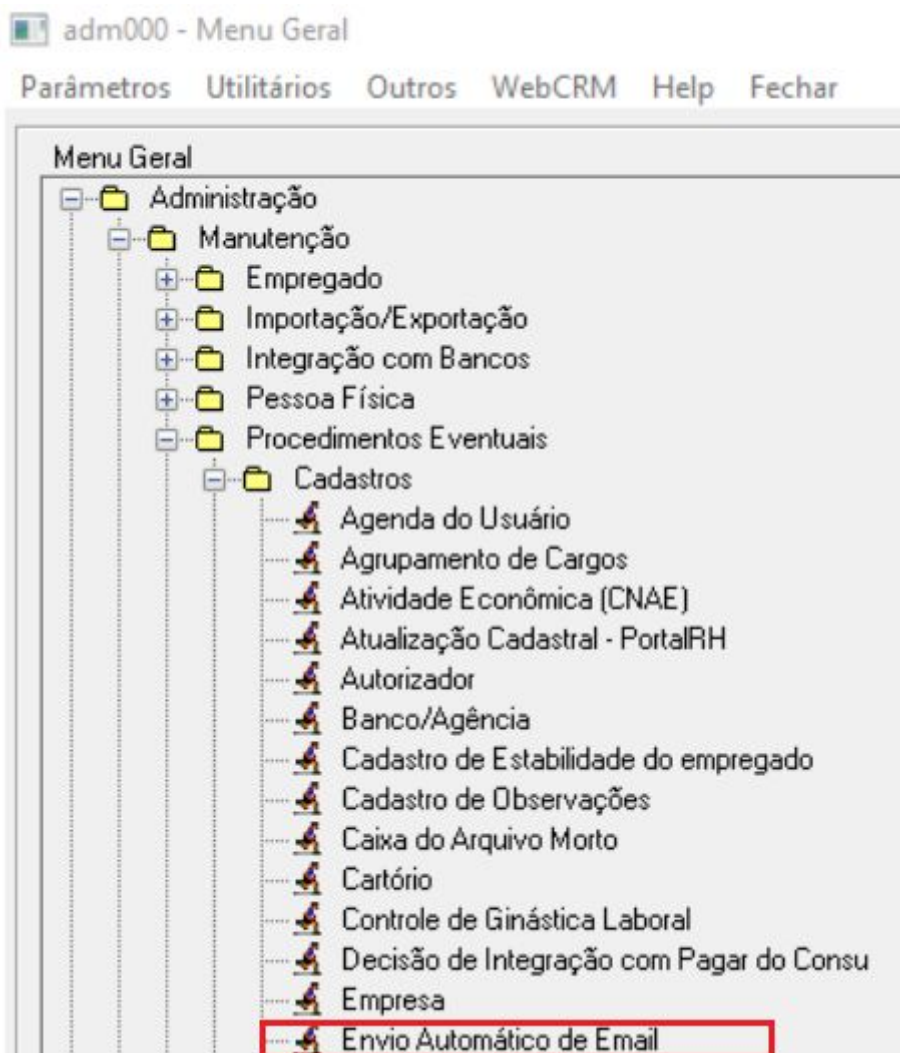 adm000 - Menu Geral
Parâmetros Utilitários Outros WebCRM Help Fechar
Menu Geral
Administração
Manutenção
Empregado
Importação/Exportação
Integração com Bancos
Pessoa Física
Procedimentos Eventuais
Cadastros
Agenda do Usuário
Agrupamento de Cargos
Atividade Econômica (CNAE)
Atualização Cadastral - PortalRH
Autorizador
Banco/Agência
Cadastro de Estabilidade do empregado
Cadastro de Observações
Caixa do Arquivo Morto
Cartório
Controle de Ginástica Laboral
Decisão de Integração com Pagar do Consu
Empresa
Envio Automático de Email